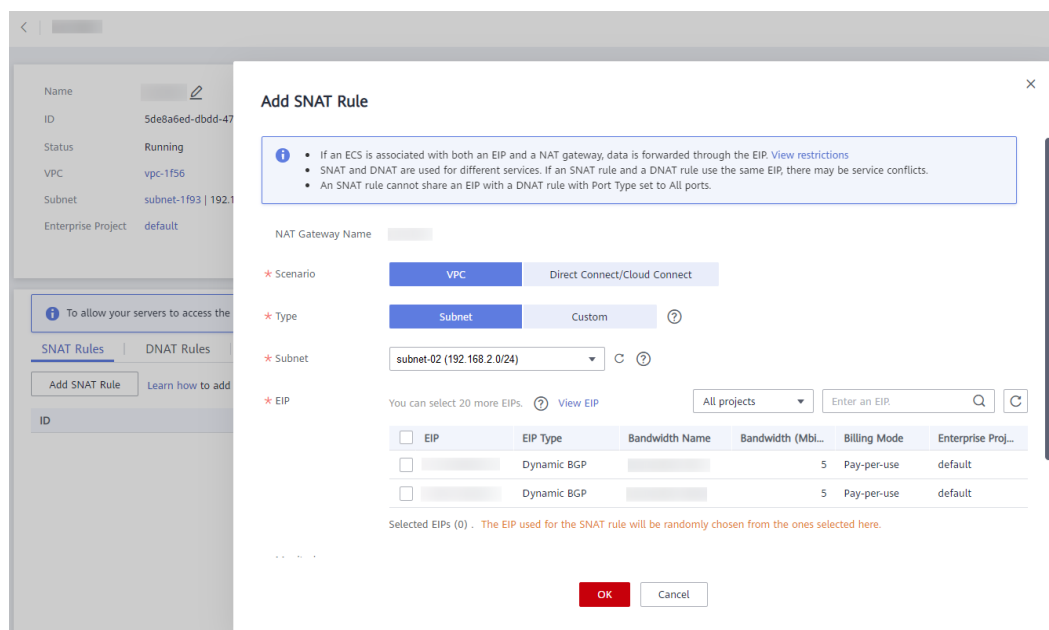 Name
ID 5de8a6ed-dbdd-47
Status Running
VPC vpc-1f56
Subnet subnet-1f93 | 192.1
Enterprise Project default
To allow your servers to access the
SNAT Rules | DNAT Rules |
Add SNAT Rule Learn how to add
ID
Add SNAT Rule
• If an ECS is associated with both an EIP and a NAT gateway, data is forwarded through the EIP. View restrictions
• SNAT and DNAT are used for different services. If an SNAT rule and a DNAT rule use the same EIP, there may be service conflicts.
• An SNAT rule cannot share an EIP with a DNAT rule with Port Type set to All ports.
NAT Gateway Name
* Scenario VPC Direct Connect/Cloud Connect
* Type Subnet Custom
* Subnet subnet-02 (192.168.2.0/24)
* EIP You can select 20 more EIPs. View EIP All projects Enter an EIP.
EIP EIP Type Bandwidth Name Bandwidth (Mbi... Billing Mode Enterprise Proj...
Dynamic BGP 5 Pay-per-use default
Dynamic BGP 5 Pay-per-use default
Selected EIPs (0) . The EIP used for the SNAT rule will be randomly chosen from the ones selected here.
OK Cancel